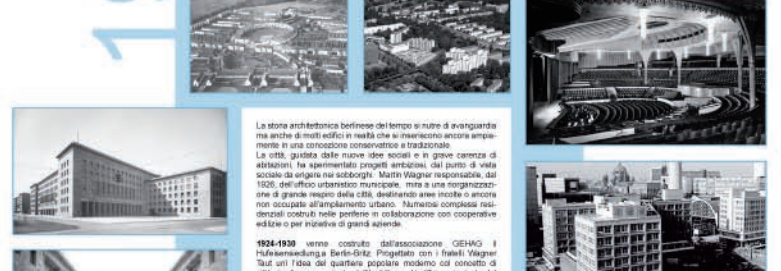 19
La storia architettonica berlinese del tempo si nutre di avanguardia
ma anche di molti edifici in realtà che si inseriscono ancora ampia-
mente in una concezione conservatrice e tradizionale.
La città, guidata dalle nuove idee sociali e in grave carenza di
abitazioni, ha sperimentato progetti ambiziosi, dal punto di vista
sociale da erigere nei sobborghi. Martin Wagner responsabile, dal
1926, dell'ufficio urbanistico municipale, mira a una riorganizzazi-
one di grande respiro della città, destinando aree incolte o ancora
non occupate all'ampliamento urbano. Numerosi complessi resi-
denziali costruiti nelle periferie in collaborazione con cooperative
edilizie o per iniziativa di grandi aziende.
1924-1930 venne costruito dall'associazione GEHAG il
Hufeisensiedlung,a Berlin-Britz. Progettato con i fratelli Wagner
Taut unì l'idea del quartiere popolare moderno col concetto di